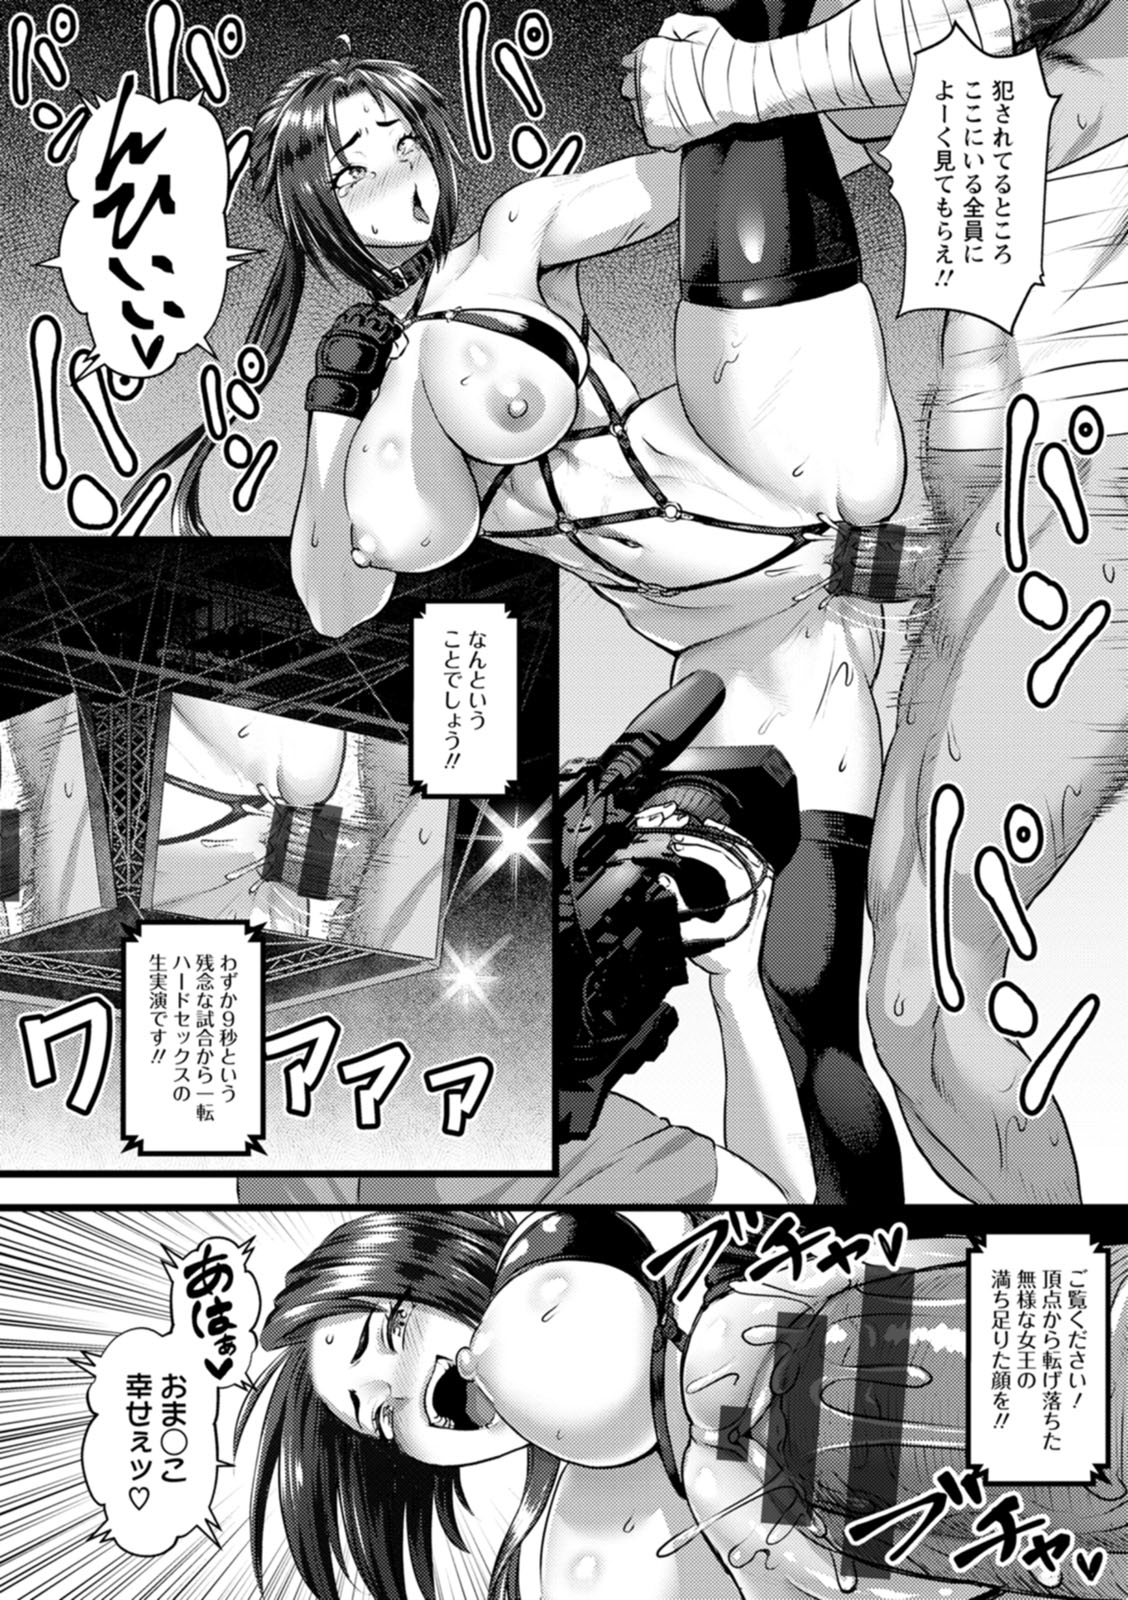 犯されてるところ
ここにいる全員に
よーく見てもらえ!!
パン
パン
パン
パン
んひいぃ♡
パン
パン
パン
パン
なんという
ことでしょう!!
わずか9秒という
残念な試合から一転
ハードセックスの
生実演です!!
ワァァァァ
ご覧ください!
頂点から転げ落ちた
無様な女王の
満ち足りた顔を!!
ブチャ♥
ブチャ♥
あはぁ♥
おま○こ
幸せぇッ♡